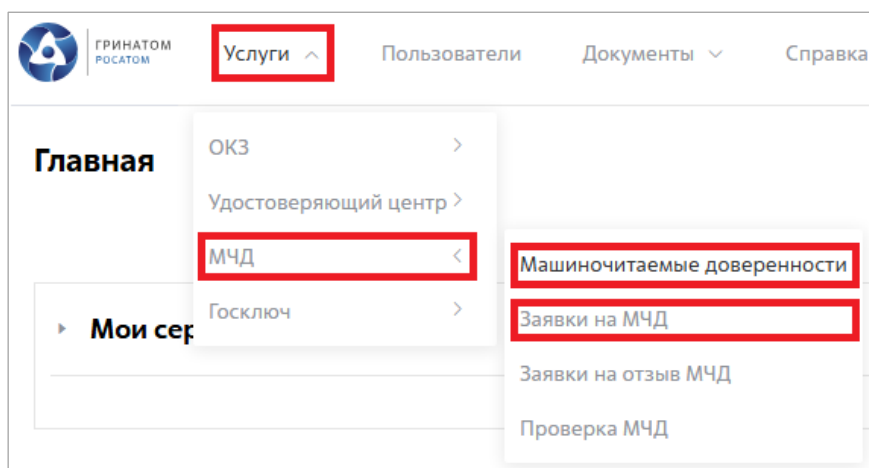 ГРИНАТОМ
РОСАТОМ
Услуги
Пользователи
Документы
Справка
Главная
ОКЗ
Удостоверяющий центр
МЧД
Госключ
Машиночитаемые доверенности
Заявки на МЧД
Заявки на отзыв МЧД
Проверка МЧД
Мои сер